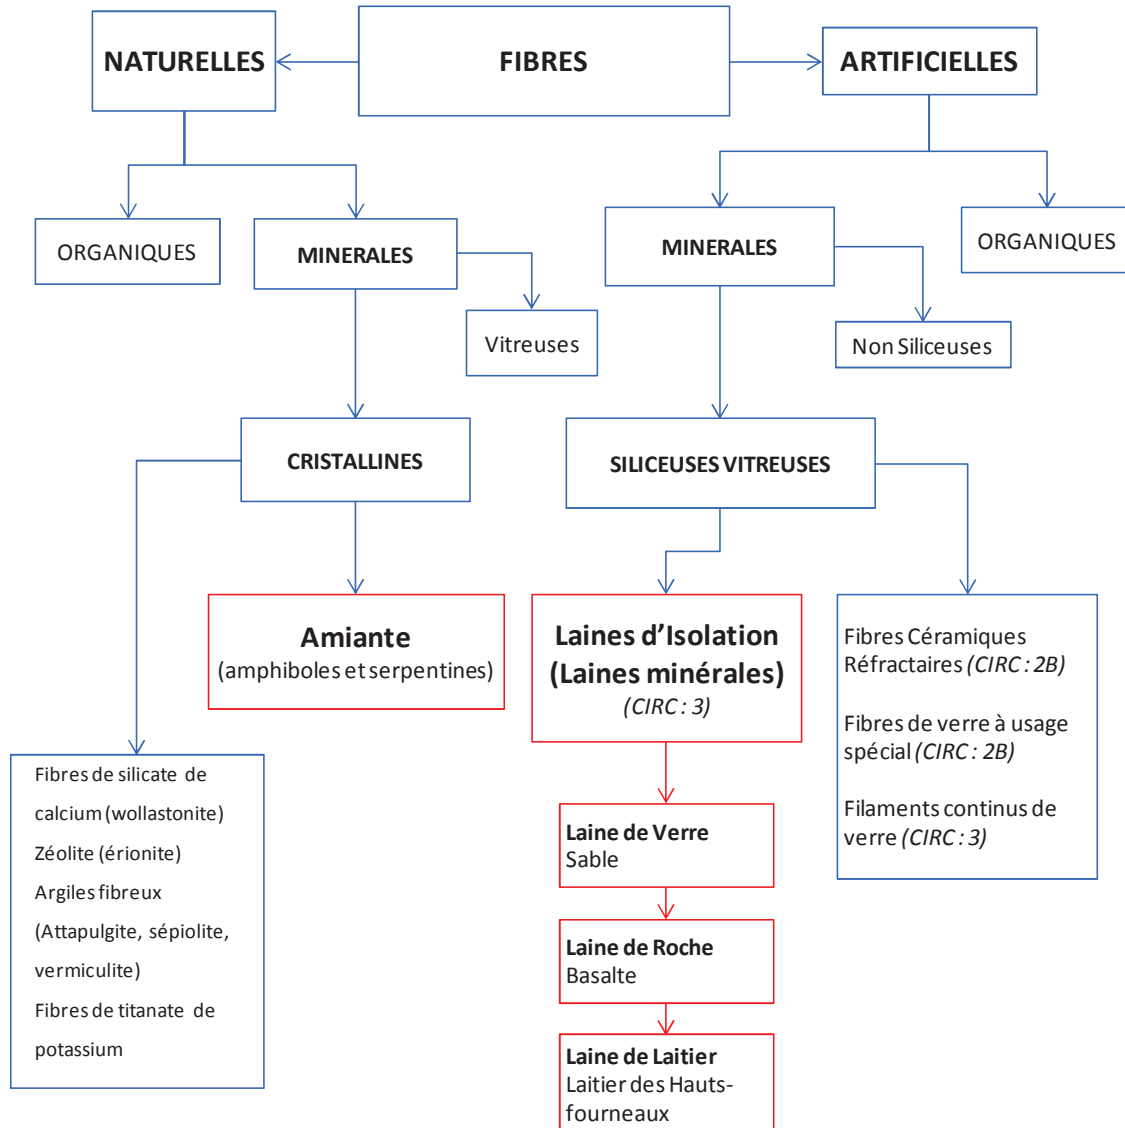 NATURELLES
FIBRES
ARTIFICIELLES
ORGANIQUES
MINERALES
MINERALES
ORGANIQUES
Vitreuses
Non Siliceuses
CRISTALLINES
SILICEUSES VITREUSES
Amiante
(amphiboles et serpentines)
Laines d’Isolation
(Laines minérales)
(CIRC : 3)
Fibres Céramiques
Réfractaires (CIRC : 2B)
Fibres de verre à usage
spécial (CIRC : 2B)
Filaments continus de
verre (CIRC : 3)
Fibres de silicate de
calcium (wollastonite)
Zéolite (érionite)
Argiles fibreux
(Attapulgite, sépiolite,
vermiculite)
Fibres de titanate de
potassium
Laine de Verre
Sable
Laine de Roche
Basalte
Laine de Laitier
Laitier des Hauts-
fourneaux